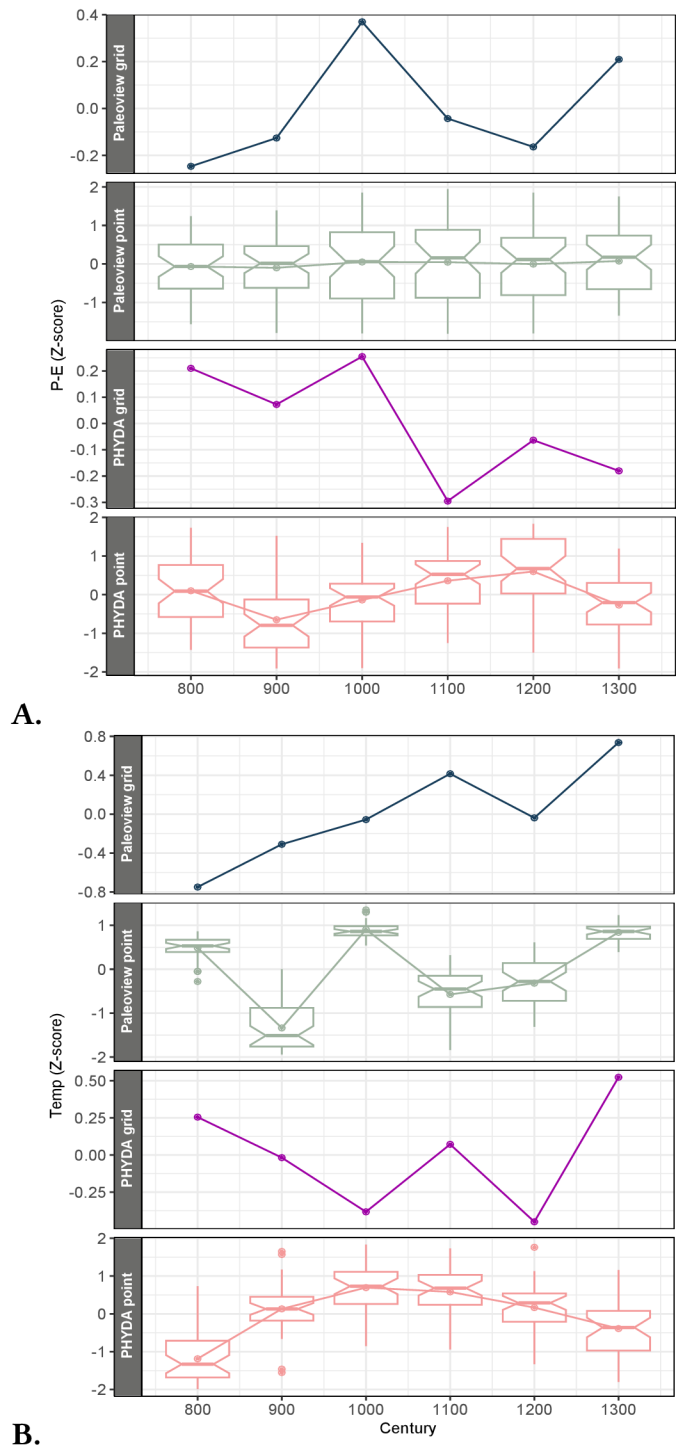 P-E (Z-score)
Paleoview grid
0.4
0.2
0.0
-0.2
Paleoview point
2
1
0
-1
PHYDA grid
0.2
0.1
0.0
-0.1
-0.2
-0.3
PHYDA point
2
1
0
-1
-2
800 900 1000 1100 1200 1300
A.
Temp (Z-score)
Paleoview grid
0.8
0.4
0.0
-0.4
-0.8
Paleoview point
1
0
-1
-2
PHYDA grid
0.50
0.25
0.00
-0.25
PHYDA point
2
1
0
-1
-2
800 900 1000 1100 1200 1300
Century
B.